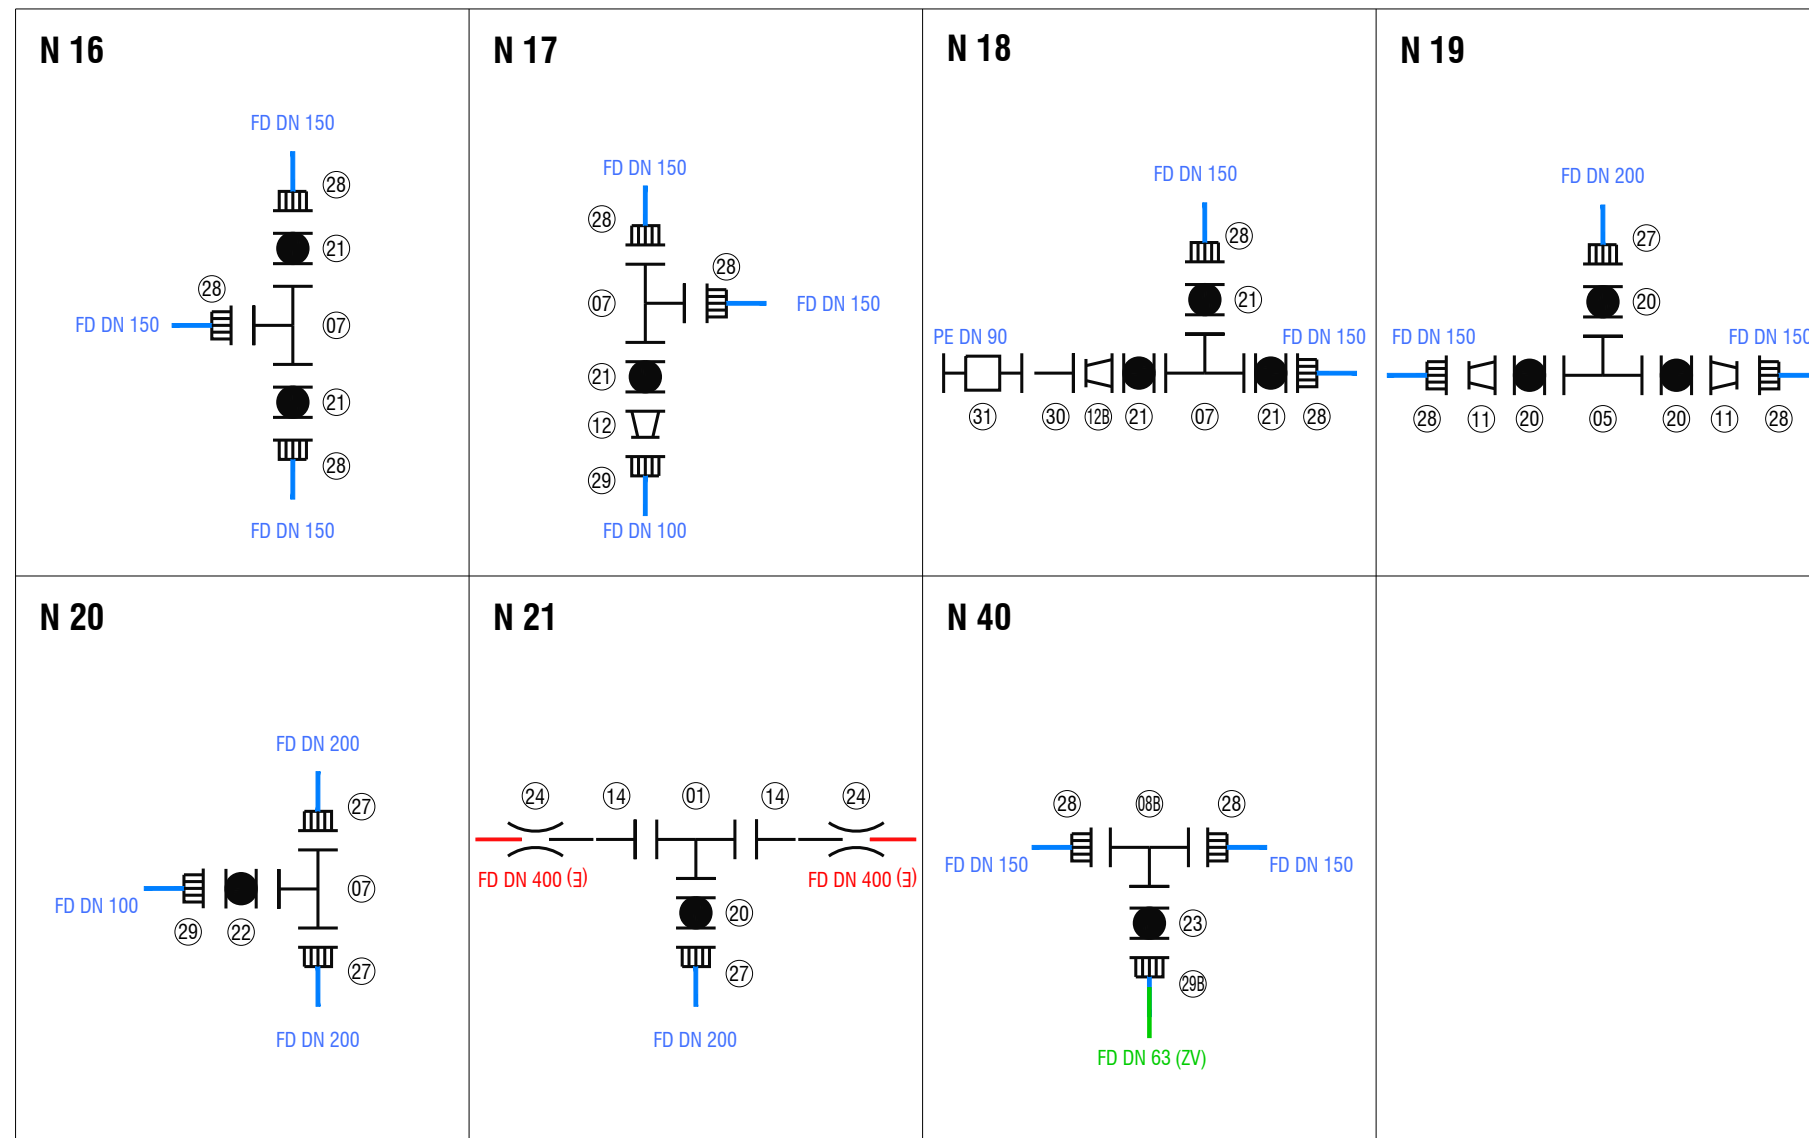 N 16
FD DN 150
28
21
28
FD DN 150
07
21
28
FD DN 150
N 17
FD DN 150
28
28
07
FD DN 150
21
12
29
FD DN 100
N 18
FD DN 150
28
21
PE DN 90
FD DN 150
31
30
12B
21
07
21
28
N 19
FD DN 200
27
20
FD DN 150
FD DN 150
28
11
20
05
20
11
28
N 20
FD DN 200
27
07
FD DN 100
29
22
27
FD DN 200
N 21
24
14
01
14
24
FD DN 400 (Ǝ)
FD DN 400 (Ǝ)
20
27
FD DN 200
N 40
28
08B
28
FD DN 150
FD DN 150
23
29B
FD DN 63 (ZV)